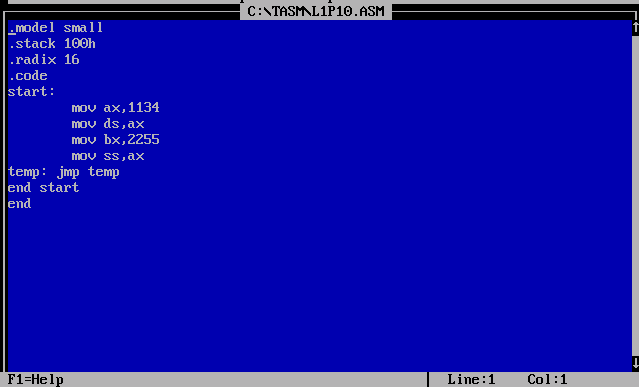 C:\TASM\L1P10.ASM
.model small
.stack 100h
.radix 16
.code
start:
        mov ax,1134
        mov ds,ax
        mov bx,2255
        mov ss,ax
temp: jmp temp
end start
end
F1=Help Line:1 Col:1